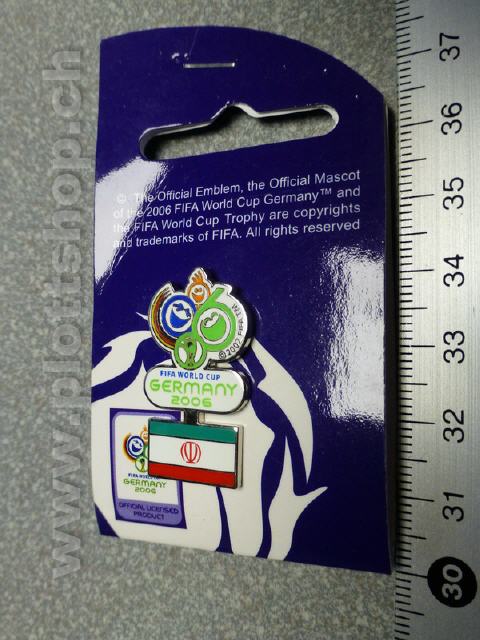 © The Official Emblem, the Official Mascot
of the 2006 FIFA World Cup Germany™ and
the FIFA World Cup Trophy are copyrights
and trademarks of FIFA. All rights reserved
FIFA WORLD CUP
GERMANY
2006
FIFA WORLD CUP
GERMANY
2006
OFFICIAL LICENSED
PRODUCT
37
36
35
34
33
32
31
30
www.pilottshop.ch